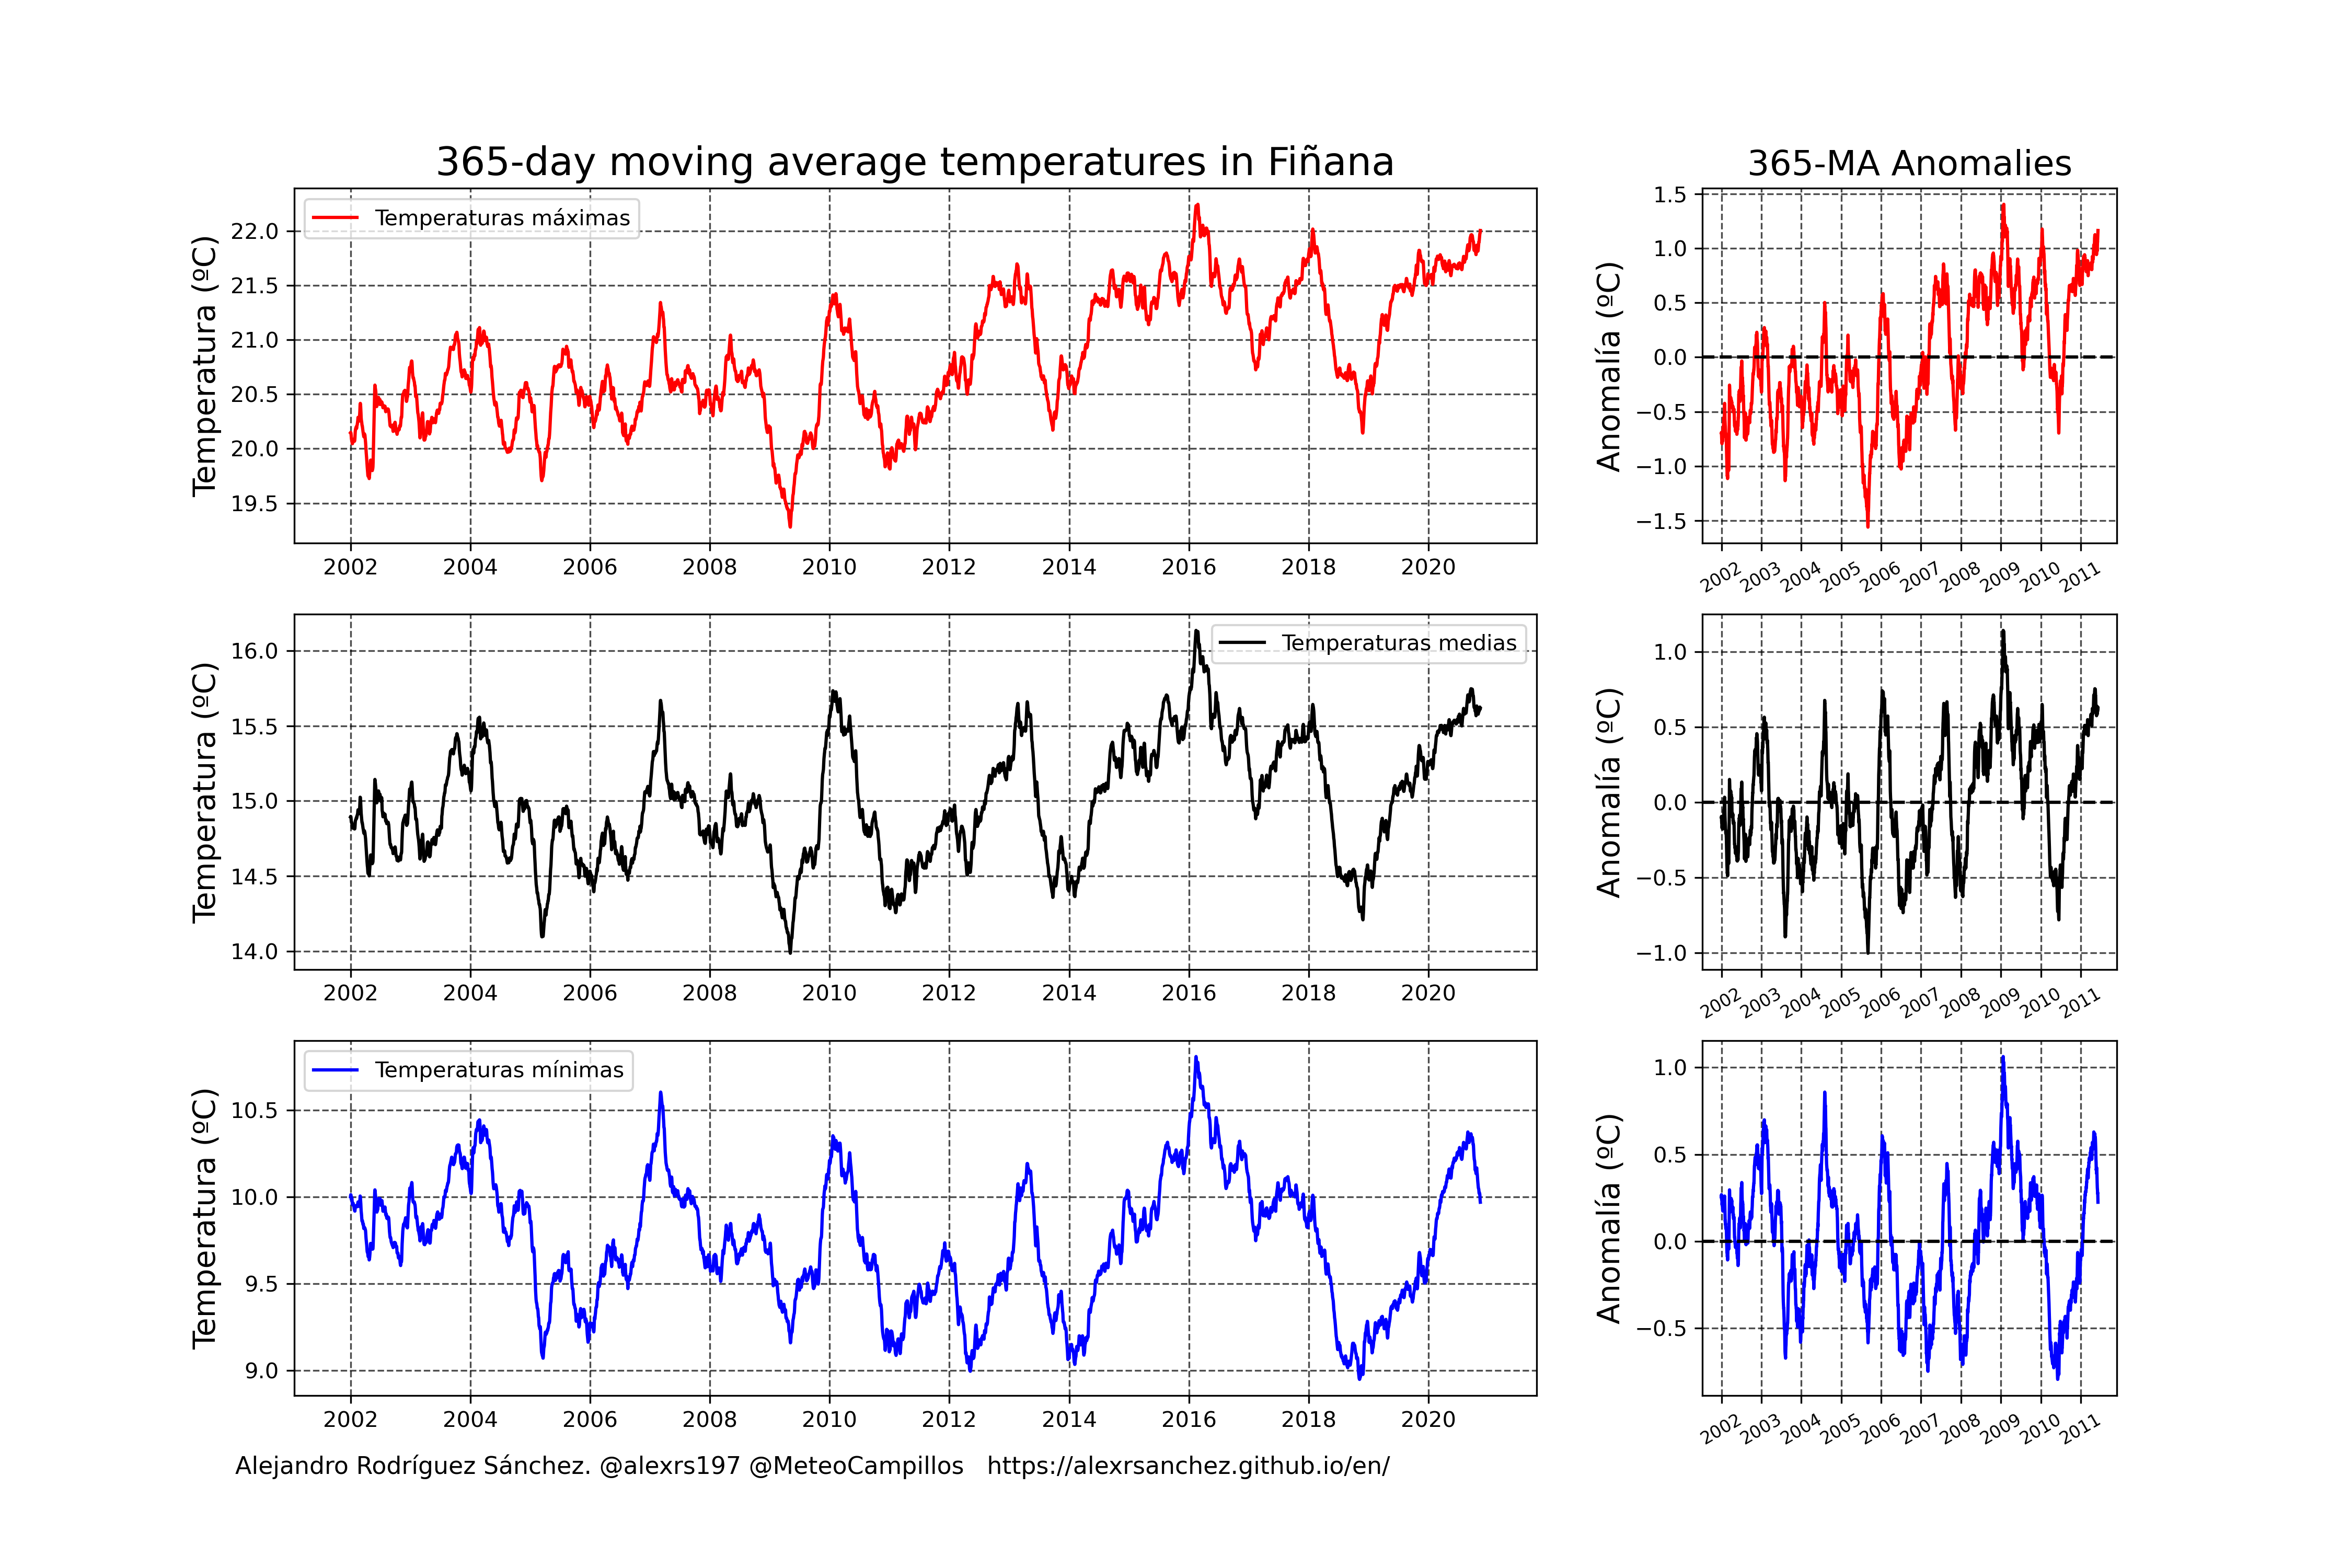 365-day moving average temperatures in Fiñana
365-MA Anomalies
Temperatura (ºC)
22.0
21.5
21.0
20.5
20.0
19.5
Temperaturas máximas
2002 2004 2006 2008 2010 2012 2014 2016 2018 2020
Anomalía (ºC)
1.5
1.0
0.5
0.0
−0.5
−1.0
−1.5
2002 2003 2004 2005 2006 2007 2008 2009 2010 2011
Temperatura (ºC)
16.0
15.5
15.0
14.5
14.0
Temperaturas medias
2002 2004 2006 2008 2010 2012 2014 2016 2018 2020
Anomalía (ºC)
1.0
0.5
0.0
−0.5
−1.0
2002 2003 2004 2005 2006 2007 2008 2009 2010 2011
Temperatura (ºC)
10.5
10.0
9.5
9.0
Temperaturas mínimas
2002 2004 2006 2008 2010 2012 2014 2016 2018 2020
Anomalía (ºC)
1.0
0.5
0.0
−0.5
2002 2003 2004 2005 2006 2007 2008 2009 2010 2011
Alejandro Rodríguez Sánchez. @alexrs197 @MeteoCampillos https://alexrsanchez.github.io/en/